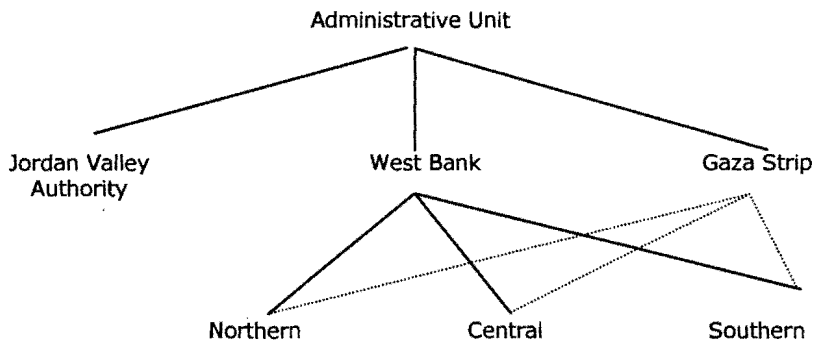 Administrative Unit
Jordan Valley
Authority
West Bank
Gaza Strip
Northern
Central
Southern